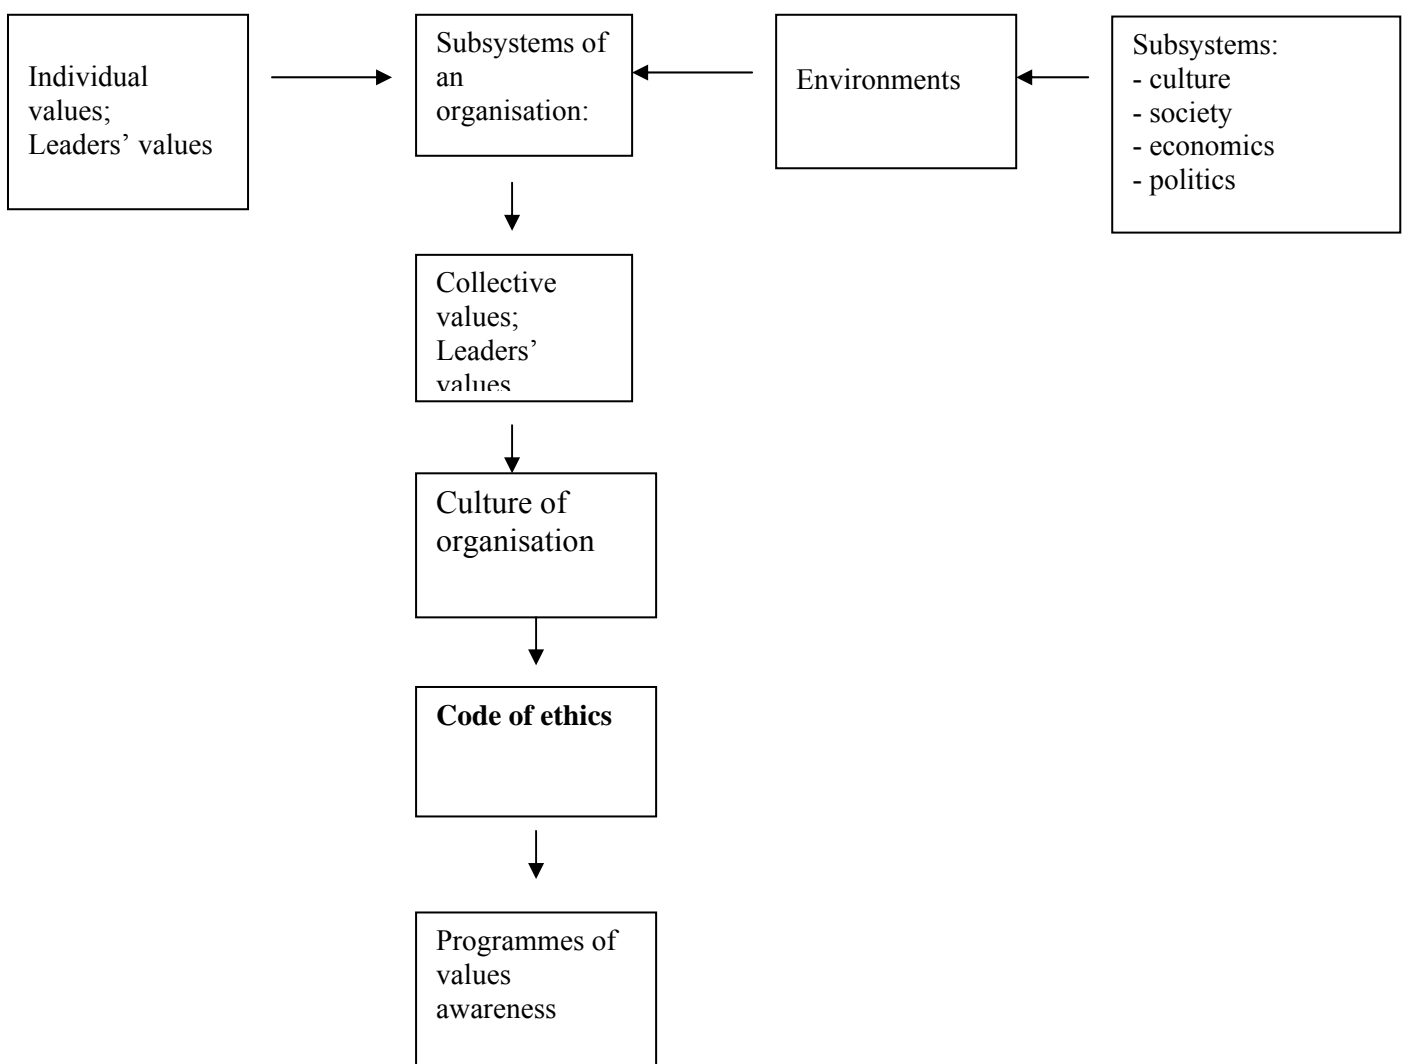 Individual
values;
Leaders’ values
Subsystems of
an
organisation:
Environments
Subsystems:
- culture
- society
- economics
- politics
Collective
values;
Leaders’
values
Culture of
organisation
Code of ethics
Programmes of
values
awareness